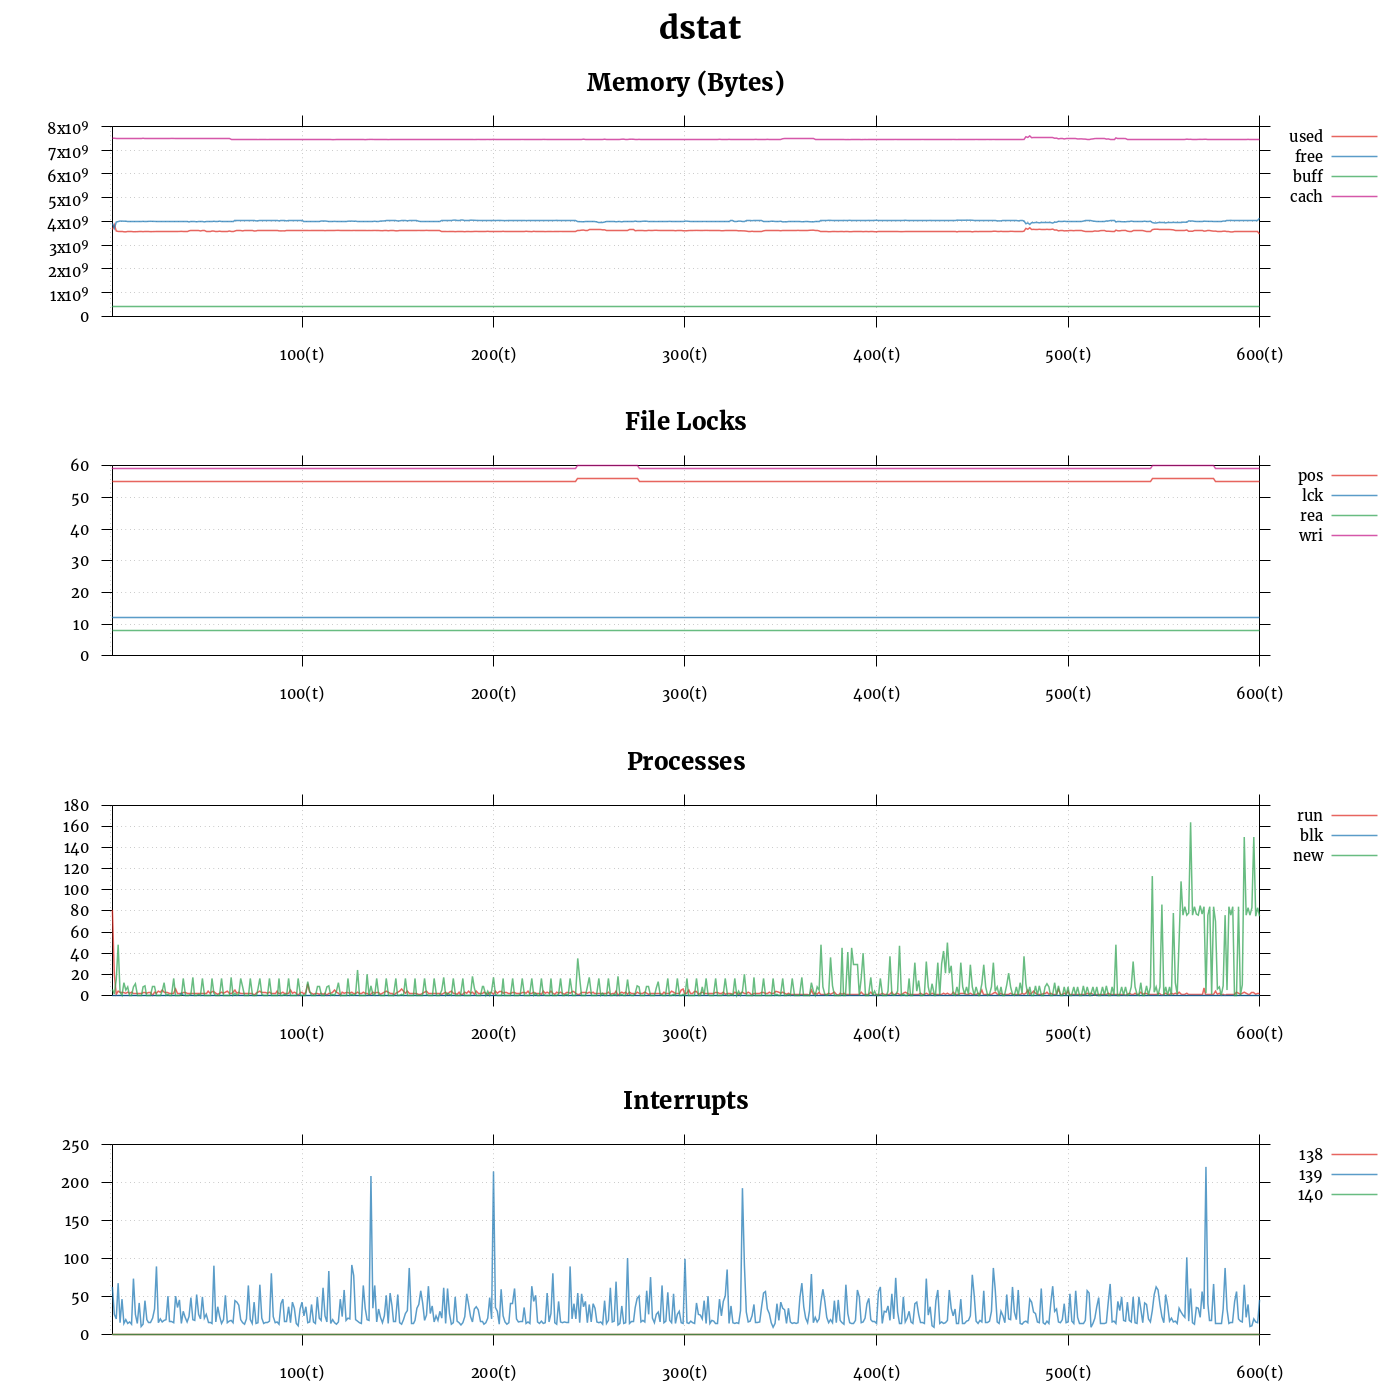 dstat
Memory (Bytes)
8x10⁹
7x10⁹
6x10⁹
5x10⁹
4x10⁹
3x10⁹
2x10⁹
1x10⁹
0
100(t) 200(t) 300(t) 400(t) 500(t) 600(t)
used
free
buff
cach
File Locks
60
50
40
30
20
10
0
100(t) 200(t) 300(t) 400(t) 500(t) 600(t)
pos
lck
rea
wri
Processes
180
160
140
120
100
80
60
40
20
0
100(t) 200(t) 300(t) 400(t) 500(t) 600(t)
run
blk
new
Interrupts
250
200
150
100
50
0
100(t) 200(t) 300(t) 400(t) 500(t) 600(t)
138
139
140